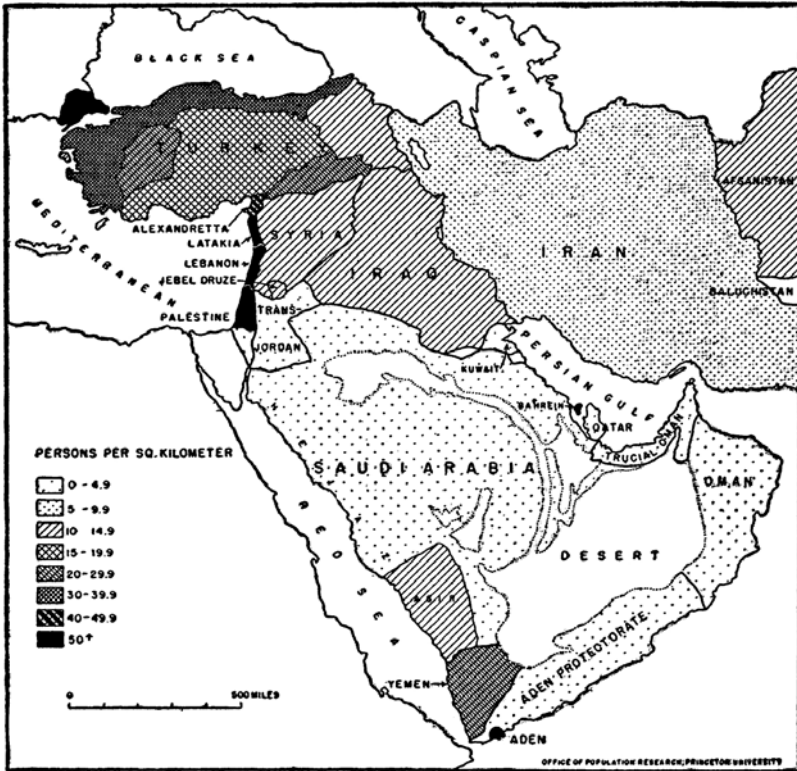 BLACK SEA
CASPIAN SEA
TURKE
AFGANISTAN
MEDITERRANEAN
ALEXANDRETTA
LATAKIA
SYRIA
LEBANON
IRAN
JEBEL DRUZE
IRAQ
BALUCHISTAN
PALESTINE
TRANS-
JORDAN
KUWAIT
PERSIAN GULF
BAHREIN
QATAR
TRUCIAL OMAN
PERSONS PER SQ. KILOMETER
0-4.9
5-9.9
10 14.9
15-19.9
20-29.9
30-39.9
40-49.9
50+
SAUDI ARABIA
OMAN
RED SEA
DESERT
ASIR
ADEN PROTECTORATE
YEMEN
0 500 MILES
ADEN
OFFICE OF POPULATION RESEARCH, PRINCETON UNIVERSITY